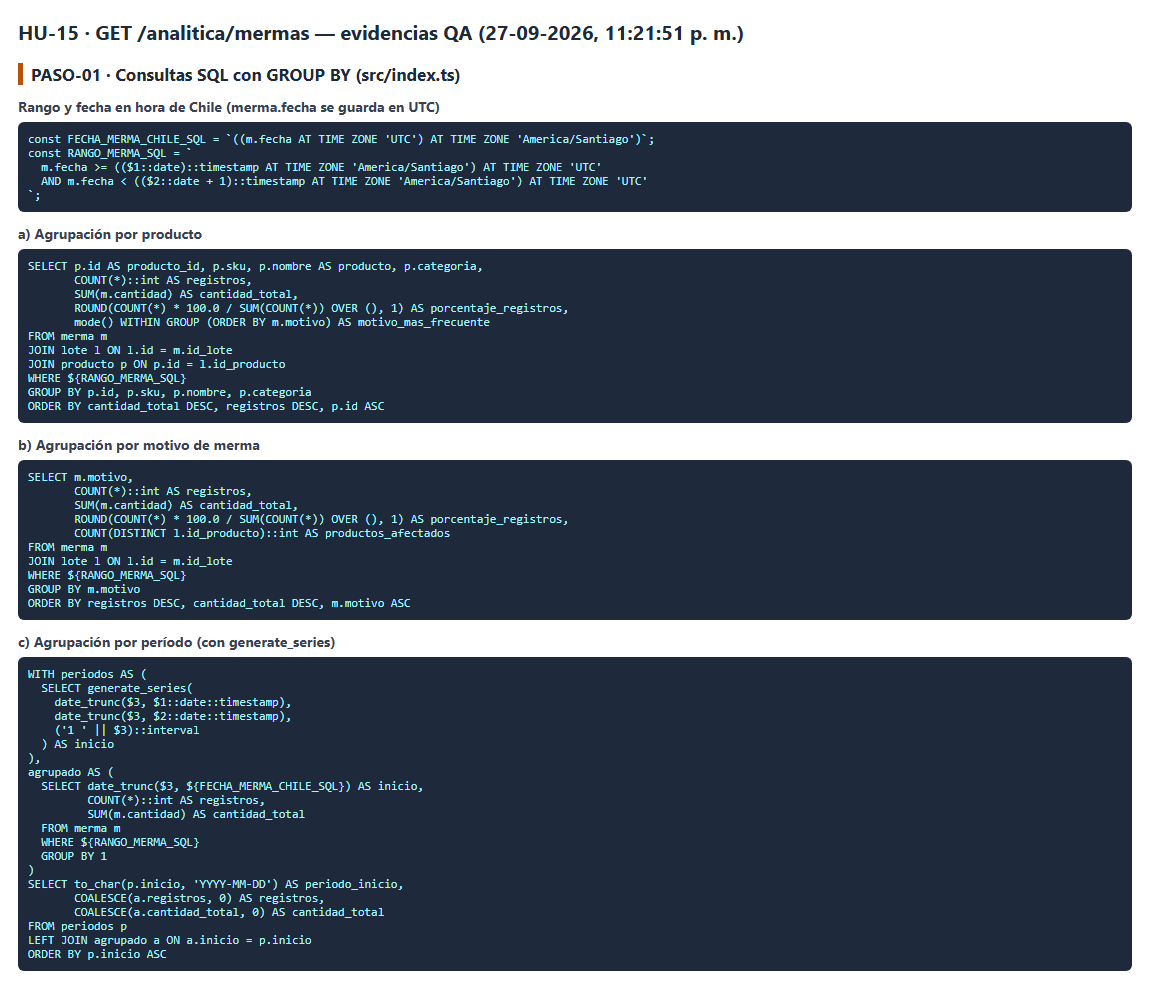 HU-15 · GET /analitica/mermas — evidencias QA (27-09-2026, 11:21:51 p. m.)
PASO-01 · Consultas SQL con GROUP BY (src/index.ts)
Rango y fecha en hora de Chile (merma.fecha se guarda en UTC)
const FECHA_MERMA_CHILE_SQL = `((m.fecha AT TIME ZONE 'UTC') AT TIME ZONE 'America/Santiago')`;
const RANGO_MERMA_SQL = `
  m.fecha >= (($1::date)::timestamp AT TIME ZONE 'America/Santiago') AT TIME ZONE 'UTC'
  AND m.fecha < (($2::date + 1)::timestamp AT TIME ZONE 'America/Santiago') AT TIME ZONE 'UTC'
`;
a) Agrupación por producto
SELECT p.id AS producto_id, p.sku, p.nombre AS producto, p.categoria,
       COUNT(*)::int AS registros,
       SUM(m.cantidad) AS cantidad_total,
       ROUND(COUNT(*) * 100.0 / SUM(COUNT(*)) OVER (), 1) AS porcentaje_registros,
       mode() WITHIN GROUP (ORDER BY m.motivo) AS motivo_mas_frecuente
FROM merma m
JOIN lote l ON l.id = m.id_lote
JOIN producto p ON p.id = l.id_producto
WHERE ${RANGO_MERMA_SQL}
GROUP BY p.id, p.sku, p.nombre, p.categoria
ORDER BY cantidad_total DESC, registros DESC, p.id ASC
b) Agrupación por motivo de merma
SELECT m.motivo,
       COUNT(*)::int AS registros,
       SUM(m.cantidad) AS cantidad_total,
       ROUND(COUNT(*) * 100.0 / SUM(COUNT(*)) OVER (), 1) AS porcentaje_registros,
       COUNT(DISTINCT l.id_producto)::int AS productos_afectados
FROM merma m
JOIN lote l ON l.id = m.id_lote
WHERE ${RANGO_MERMA_SQL}
GROUP BY m.motivo
ORDER BY registros DESC, cantidad_total DESC, m.motivo ASC
c) Agrupación por período (con generate_series)
WITH periodos AS (
  SELECT generate_series(
    date_trunc($3, $1::date::timestamp),
    date_trunc($3, $2::date::timestamp),
    ('1 ' || $3)::interval
  ) AS inicio
),
agrupado AS (
  SELECT date_trunc($3, ${FECHA_MERMA_CHILE_SQL}) AS inicio,
         COUNT(*)::int AS registros,
         SUM(m.cantidad) AS cantidad_total
  FROM merma m
  WHERE ${RANGO_MERMA_SQL}
  GROUP BY 1
)
SELECT to_char(p.inicio, 'YYYY-MM-DD') AS periodo_inicio,
       COALESCE(a.registros, 0) AS registros,
       COALESCE(a.cantidad_total, 0) AS cantidad_total
FROM periodos p
LEFT JOIN agrupado a ON a.inicio = p.inicio
ORDER BY p.inicio ASC